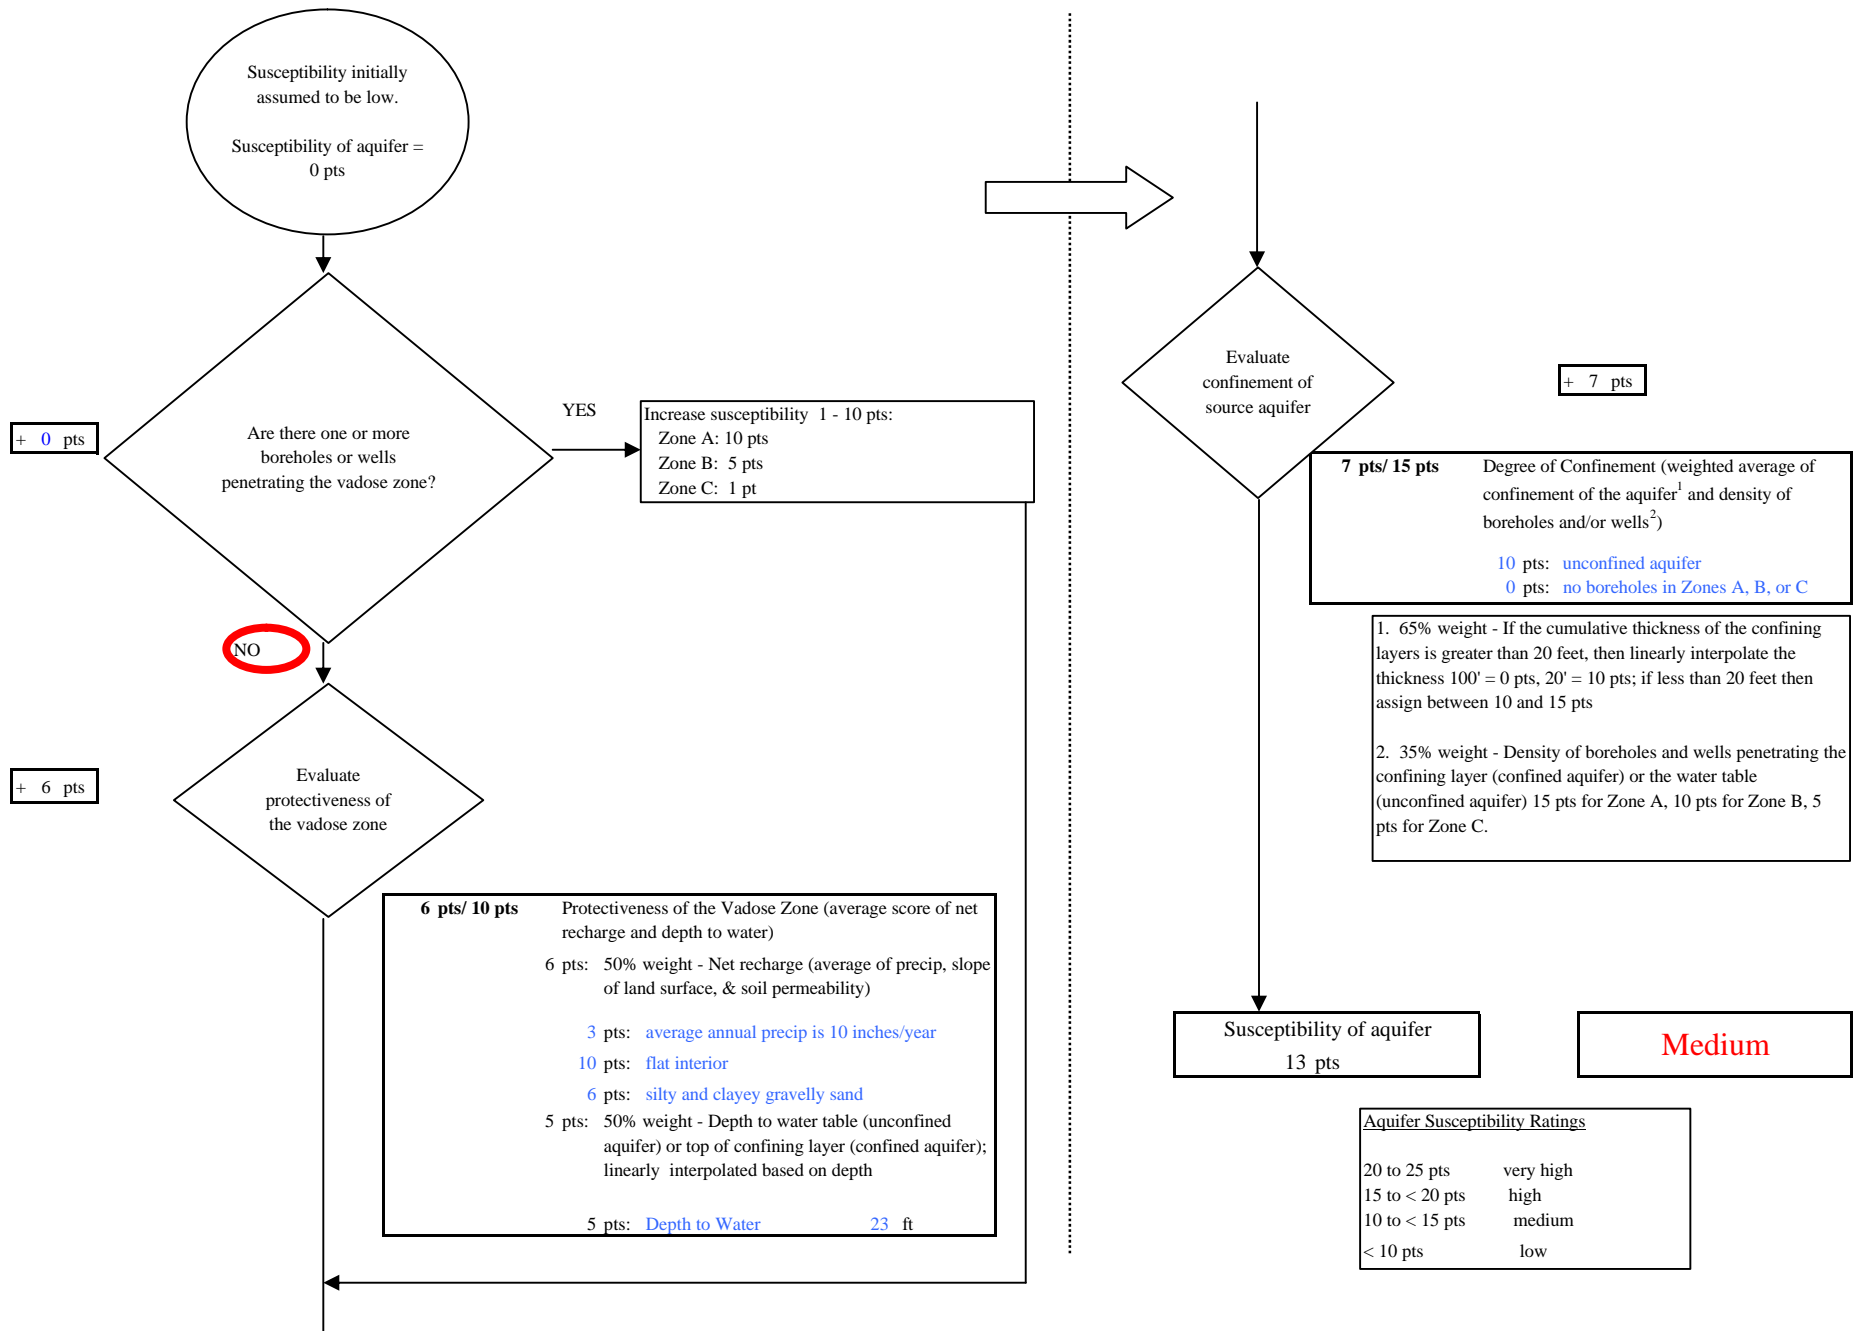 Susceptibility initially
assumed to be low.
Susceptibility of aquifer =
0 pts
+ 0 pts
Are there one or more
boreholes or wells
penetrating the vadose zone?
YES
Increase susceptibility 1 - 10 pts:
Zone A: 10 pts
Zone B: 5 pts
Zone C: 1 pt
NO
+ 6 pts
Evaluate
protectiveness of
the vadose zone
6 pts/ 10 pts Protectiveness of the Vadose Zone (average score of net
recharge and depth to water)
6 pts: 50% weight - Net recharge (average of precip, slope
of land surface, & soil permeability)
3 pts: average annual precip is 10 inches/year
10 pts: flat interior
6 pts: silty and clayey gravelly sand
5 pts: 50% weight - Depth to water table (unconfined
aquifer) or top of confining layer (confined aquifer);
linearly interpolated based on depth
5 pts: Depth to Water 23 ft
Evaluate
confinement of
source aquifer
+ 7 pts
7 pts/ 15 pts Degree of Confinement (weighted average of
confinement of the aquifer1 and density of
boreholes and/or wells2)
10 pts: unconfined aquifer
0 pts: no boreholes in Zones A, B, or C
1. 65% weight - If the cumulative thickness of the confining
layers is greater than 20 feet, then linearly interpolate the
thickness 100' = 0 pts, 20' = 10 pts; if less than 20 feet then
assign between 10 and 15 pts
2. 35% weight - Density of boreholes and wells penetrating the
confining layer (confined aquifer) or the water table
(unconfined aquifer) 15 pts for Zone A, 10 pts for Zone B, 5
pts for Zone C.
Susceptibility of aquifer
13 pts
Medium
Aquifer Susceptibility Ratings
20 to 25 pts very high
15 to < 20 pts high
10 to < 15 pts medium
< 10 pts low